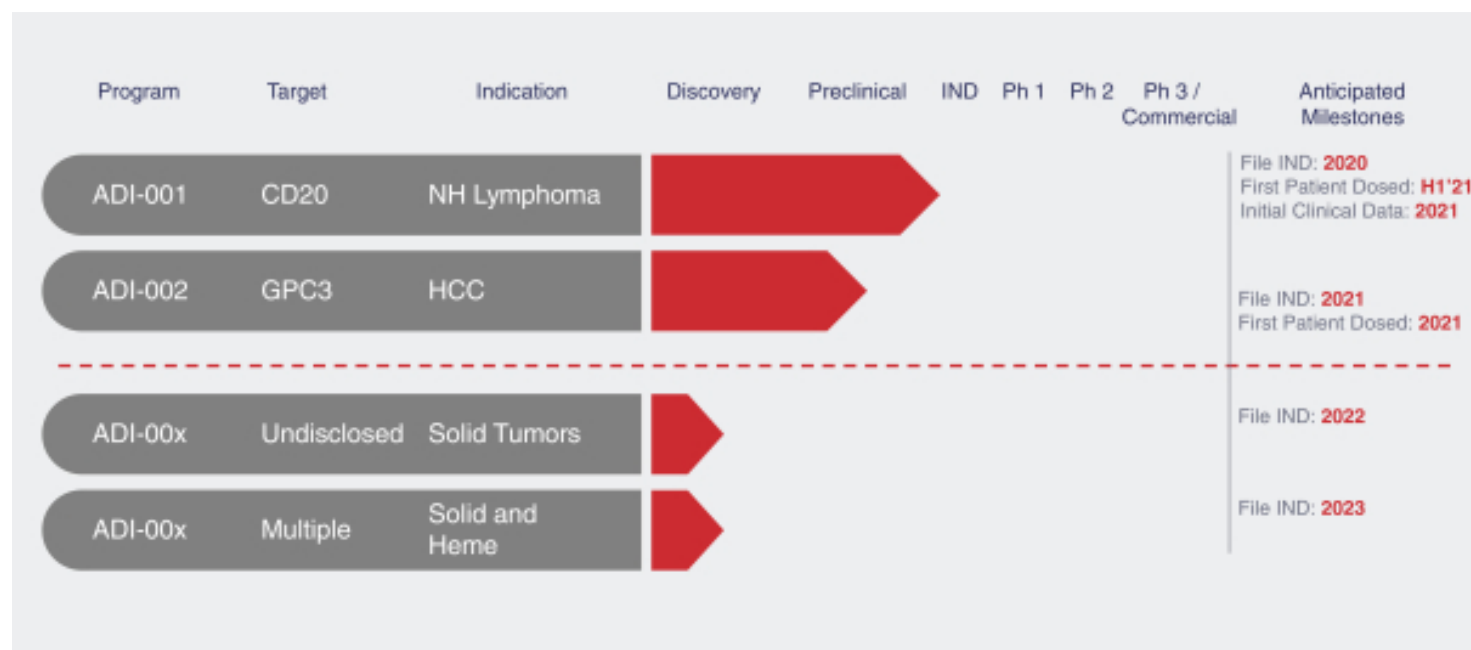 Program Target Indication Discovery Preclinical IND Ph 1 Ph 2 Ph 3 / Commercial Anticipated Milestones
ADI-001 CD20 NH Lymphoma
File IND: 2020
First Patient Dosed: H1'21
Initial Clinical Data: 2021
ADI-002 GPC3 HCC
File IND: 2021
First Patient Dosed: 2021
ADI-00x Undisclosed Solid Tumors
File IND: 2022
ADI-00x Multiple Solid and Heme
File IND: 2023